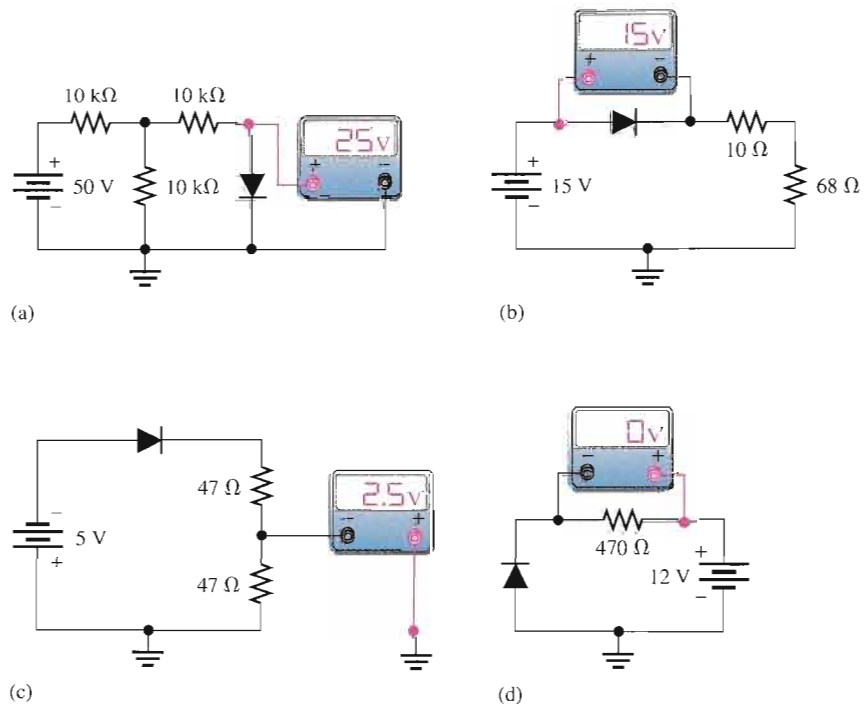 10 kΩ 10 kΩ
25V
+ −
+
50 V
−
10 kΩ
(a)
15V
+ −
10 Ω
+
15 V
−
68 Ω
(b)
47 Ω
−
5 V
+
2.5V
− +
47 Ω
(c)
0V
− +
470 Ω
+
12 V
−
(d)